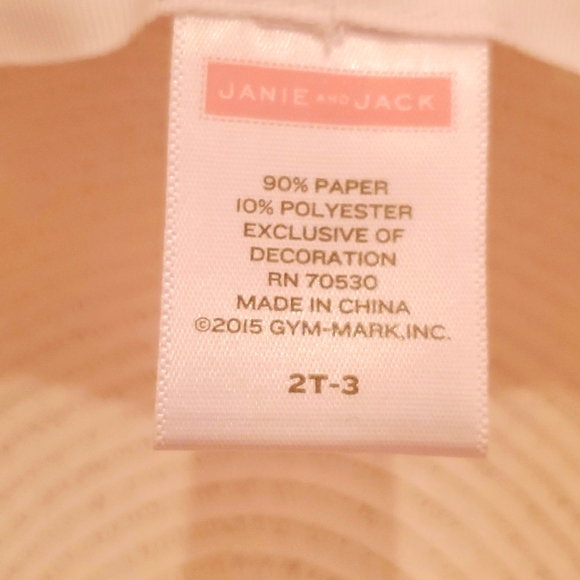 JANIE AND JACK
90% PAPER
10% POLYESTER
EXCLUSIVE OF
DECORATION
RN 70530
MADE IN CHINA
©2015 GYM-MARK,INC.
2T-3